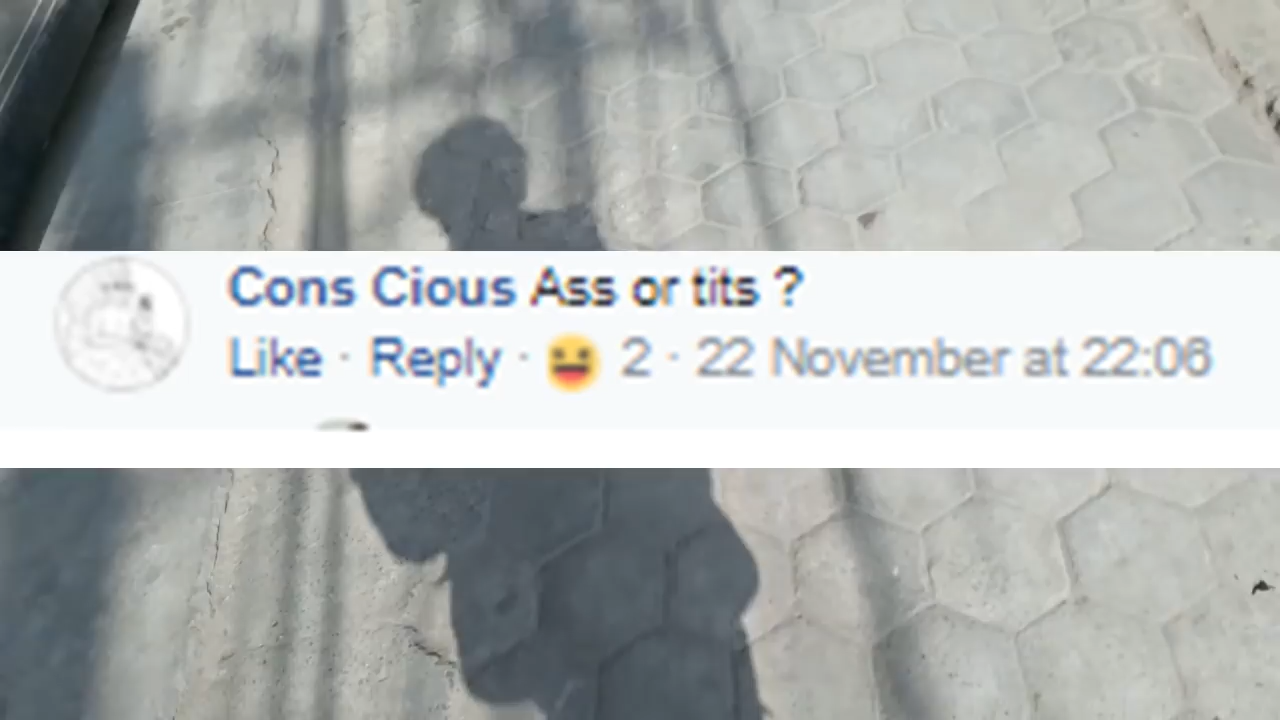 Cons Cious Ass or tits ?
Like · Reply · 😀 2 · 22 November at 22:06